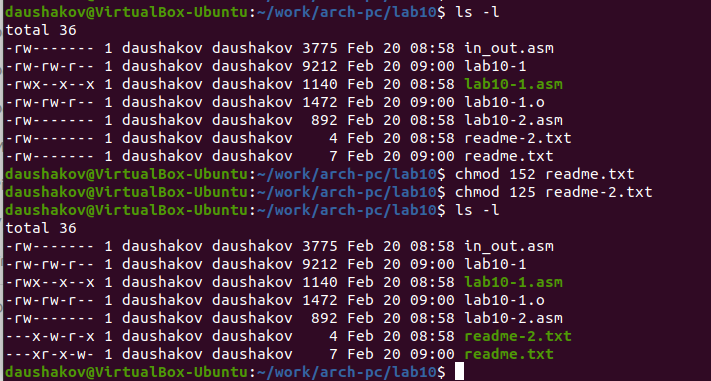 daushakov@VirtualBox-Ubuntu:~/work/arch-pc/lab10$ ls -l
total 36
-rw------- 1 daushakov daushakov 3775 Feb 20 08:58 in_out.asm
-rw-rw-r-- 1 daushakov daushakov 9212 Feb 20 09:00 lab10-1
-rwx--x--x 1 daushakov daushakov 1140 Feb 20 08:58 lab10-1.asm
-rw-rw-r-- 1 daushakov daushakov 1472 Feb 20 09:00 lab10-1.o
-rw------- 1 daushakov daushakov  892 Feb 20 08:58 lab10-2.asm
-rw------- 1 daushakov daushakov    4 Feb 20 08:58 readme-2.txt
-rw------- 1 daushakov daushakov    7 Feb 20 09:00 readme.txt
daushakov@VirtualBox-Ubuntu:~/work/arch-pc/lab10$ chmod 152 readme.txt
daushakov@VirtualBox-Ubuntu:~/work/arch-pc/lab10$ chmod 125 readme-2.txt
daushakov@VirtualBox-Ubuntu:~/work/arch-pc/lab10$ ls -l
total 36
-rw------- 1 daushakov daushakov 3775 Feb 20 08:58 in_out.asm
-rw-rw-r-- 1 daushakov daushakov 9212 Feb 20 09:00 lab10-1
-rwx--x--x 1 daushakov daushakov 1140 Feb 20 08:58 lab10-1.asm
-rw-rw-r-- 1 daushakov daushakov 1472 Feb 20 09:00 lab10-1.o
-rw------- 1 daushakov daushakov  892 Feb 20 08:58 lab10-2.asm
---x-w-r-x 1 daushakov daushakov    4 Feb 20 08:58 readme-2.txt
---xr-x-w- 1 daushakov daushakov    7 Feb 20 09:00 readme.txt
daushakov@VirtualBox-Ubuntu:~/work/arch-pc/lab10$